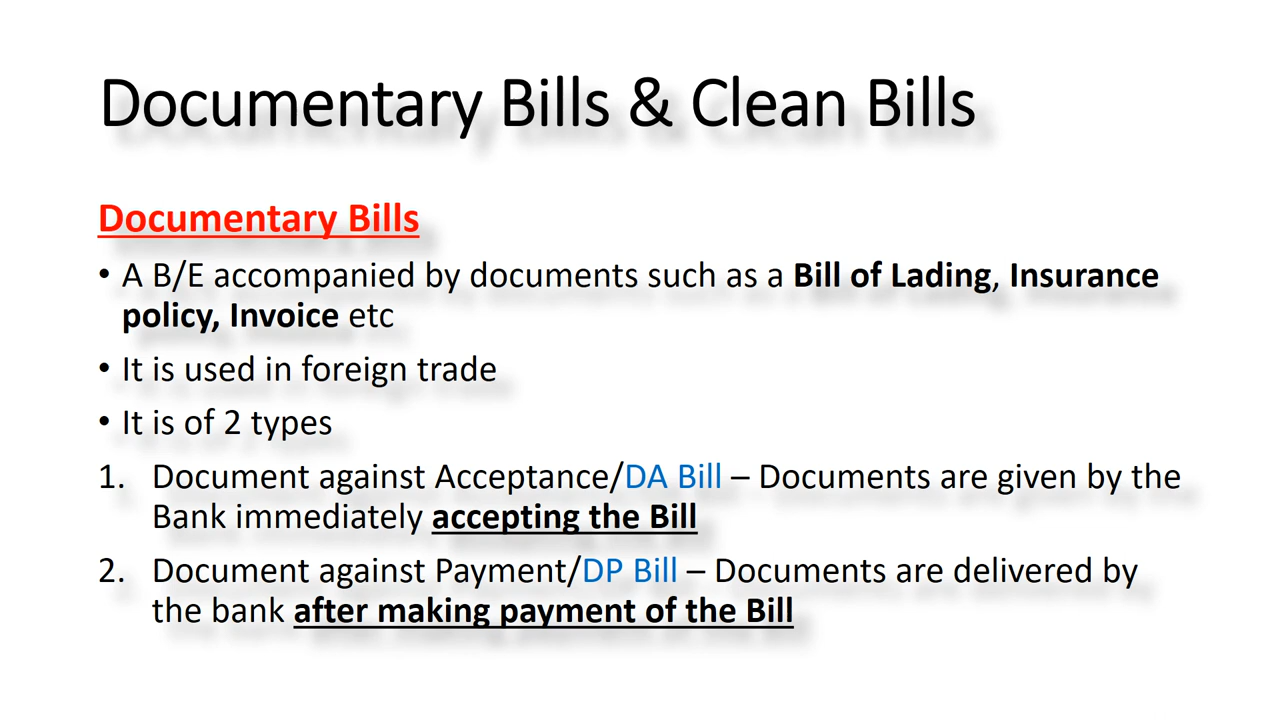 Documentary Bills & Clean Bills
Documentary Bills
• A B/E accompanied by documents such as a Bill of Lading, Insurance
policy, Invoice etc
• It is used in foreign trade
• It is of 2 types
1. Document against Acceptance/DA Bill – Documents are given by the
Bank immediately accepting the Bill
2. Document against Payment/DP Bill – Documents are delivered by
the bank after making payment of the Bill